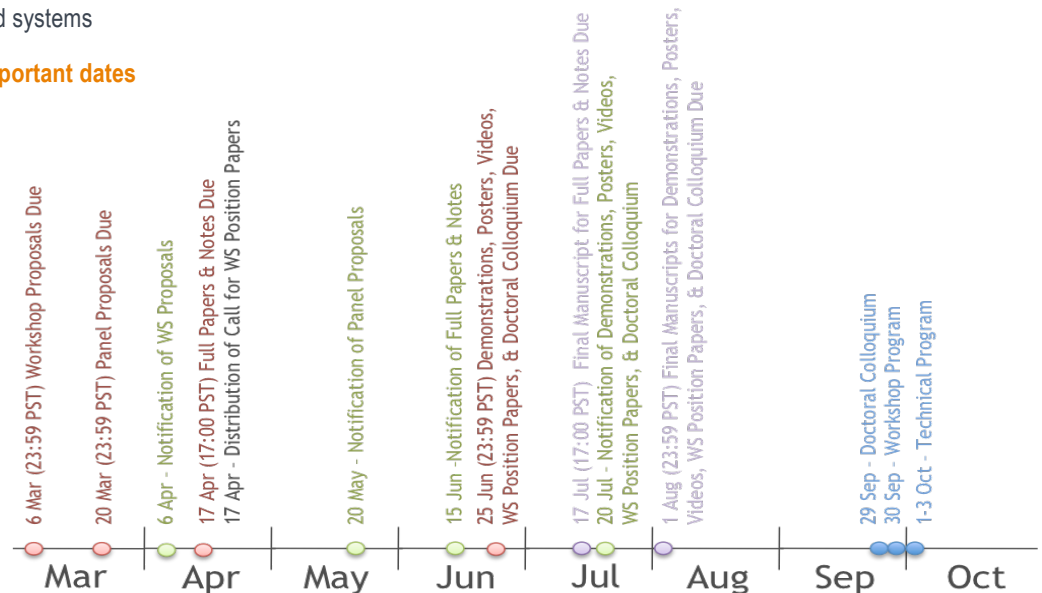 d systems
portant dates
6 Mar (23:59 PST) Workshop Proposals Due
20 Mar (23:59 PST) Panel Proposals Due
6 Apr - Notification of WS Proposals
17 Apr (17:00 PST) Full Papers & Notes Due
17 Apr - Distribution of Call for WS Position Papers
20 May - Notification of Panel Proposals
15 Jun -Notification of Full Papers & Notes
25 Jun (23:59 PST) Demonstrations, Posters, Videos,
WS Position Papers, & Doctoral Colloquium Due
17 Jul (17:00 PST) Final Manuscript for Full Papers & Notes Due
20 Jul - Notification of Demonstrations, Posters, Videos,
WS Position Papers, & Doctoral Colloquium
1 Aug (23:59 PST) Final Manuscripts for Demonstrations, Posters,
Videos, WS Position Papers, & Doctoral Colloquium Due
29 Sep - Doctoral Colloquium
30 Sep - Workshop Program
1-3 Oct - Technical Program
Mar
Apr
May
Jun
Jul
Aug
Sep
Oct